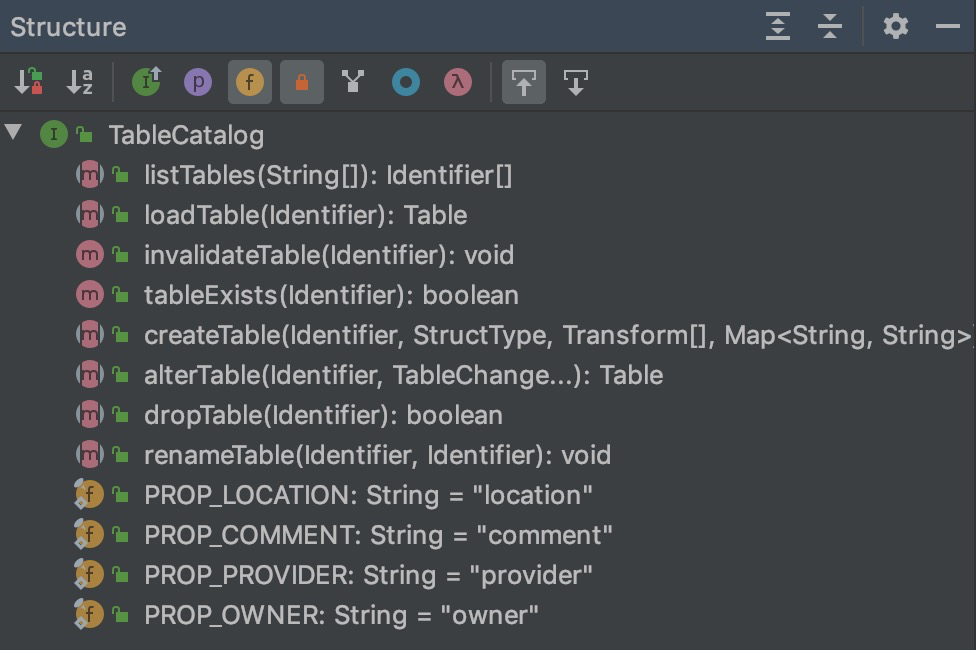 Structure
TableCatalog
listTables(String[]): Identifier[]
loadTable(Identifier): Table
invalidateTable(Identifier): void
tableExists(Identifier): boolean
createTable(Identifier, StructType, Transform[], Map<String, String>
alterTable(Identifier, TableChange...): Table
dropTable(Identifier): boolean
renameTable(Identifier, Identifier): void
PROP_LOCATION: String = "location"
PROP_COMMENT: String = "comment"
PROP_PROVIDER: String = "provider"
PROP_OWNER: String = "owner"